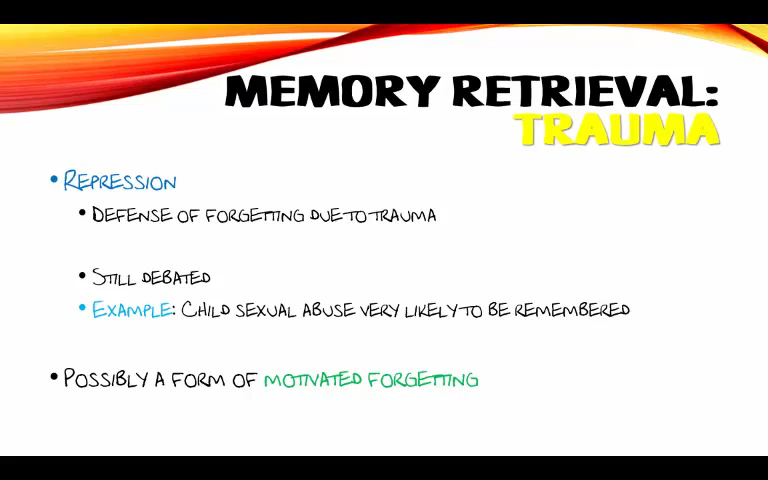 MEMORY RETRIEVAL:
TRAUMA
• REPRESSION
• DEFENSE OF FORGETTING DUE TO TRAUMA
• STILL DEBATED
• EXAMPLE: CHILD SEXUAL ABUSE VERY LIKELY TO BE REMEMBERED
• POSSIBLY A FORM OF MOTIVATED FORGETTING